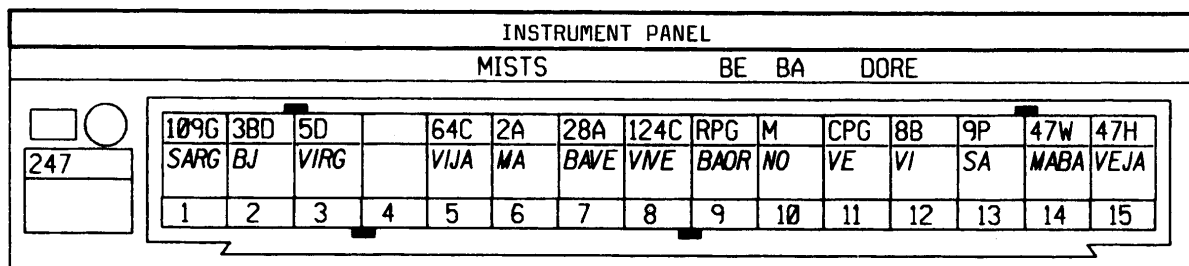 INSTRUMENT PANEL
MISTS BE BA DORE
109G 3BD 5D 64C 2A 28A 124C RPG M CPG 8B 9P 47W 47H
247 SARG BJ VIRG VIJA MA BAVE VIVE BAOR NO VE VI SA MABA VEJA
1 2 3 4 5 6 7 8 9 10 11 12 13 14 15